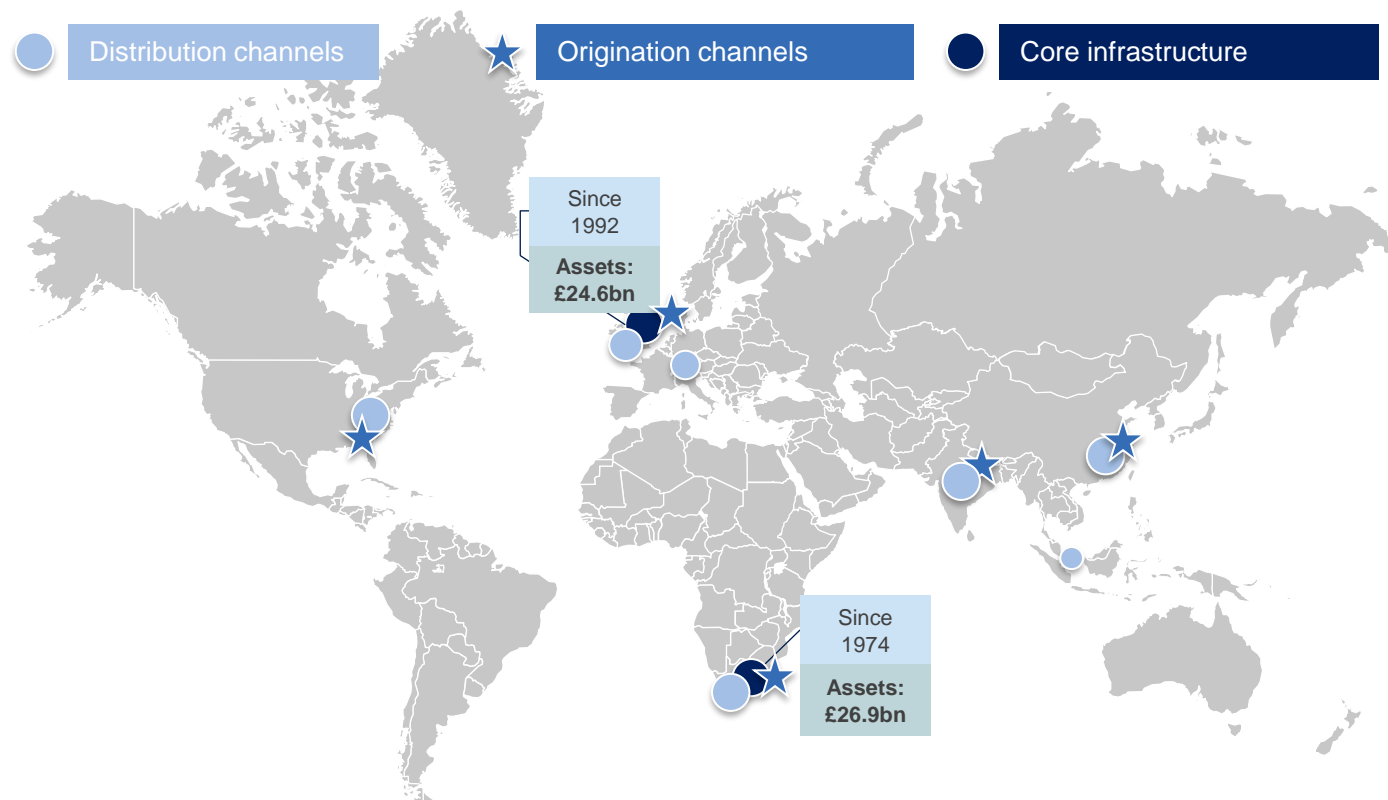 Distribution channels
Origination channels
Core infrastructure
Since
1992
Assets:
£24.6bn
Since
1974
Assets:
£26.9bn